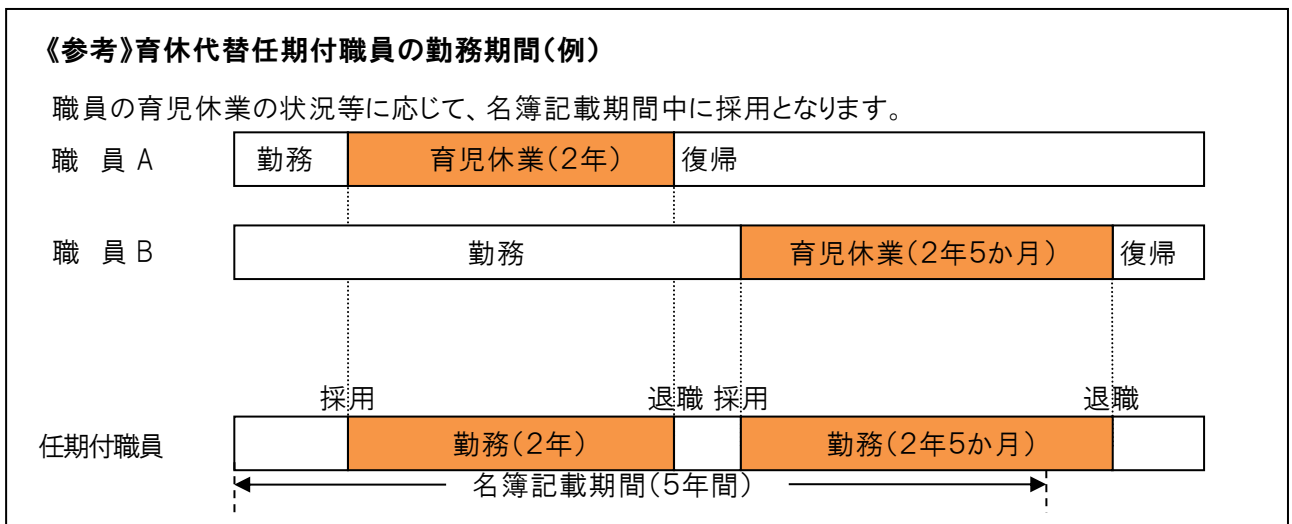 《参考》育休代替任期付職員の勤務期間(例)
職員の育児休業の状況等に応じて、名簿記載期間中に採用となります。
職 員 A 勤務 育児休業(2年) 復帰
職 員 B 勤務 育児休業(2年5か月) 復帰
採用 退職 採用 退職
任期付職員 勤務(2年) 勤務(2年5か月)
名簿記載期間(5年間)